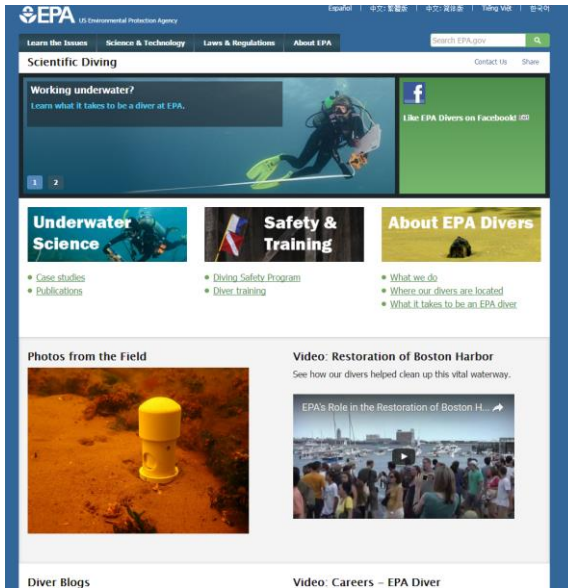 EPA US Environmental Protection Agency
Español | 中文: 繁體版 | 中文: 简体版 | Tiếng Việt | 한국어
Learn the Issues Science & Technology Laws & Regulations About EPA
Search EPA.gov
Scientific Diving
Contact Us Share
Working underwater?
Learn what it takes to be a diver at EPA.
Like EPA Divers on Facebook!
1 2
Underwater
Science
• Case studies
• Publications
Safety &
Training
• Diving Safety Program
• Diver training
About EPA Divers
• What we do
• Where our divers are located
• What it takes to be an EPA diver
Photos from the Field
Video: Restoration of Boston Harbor
See how our divers helped clean up this vital waterway.
EPA's Role in the Restoration of Boston H...
Diver Blogs
Video: Careers – EPA Diver